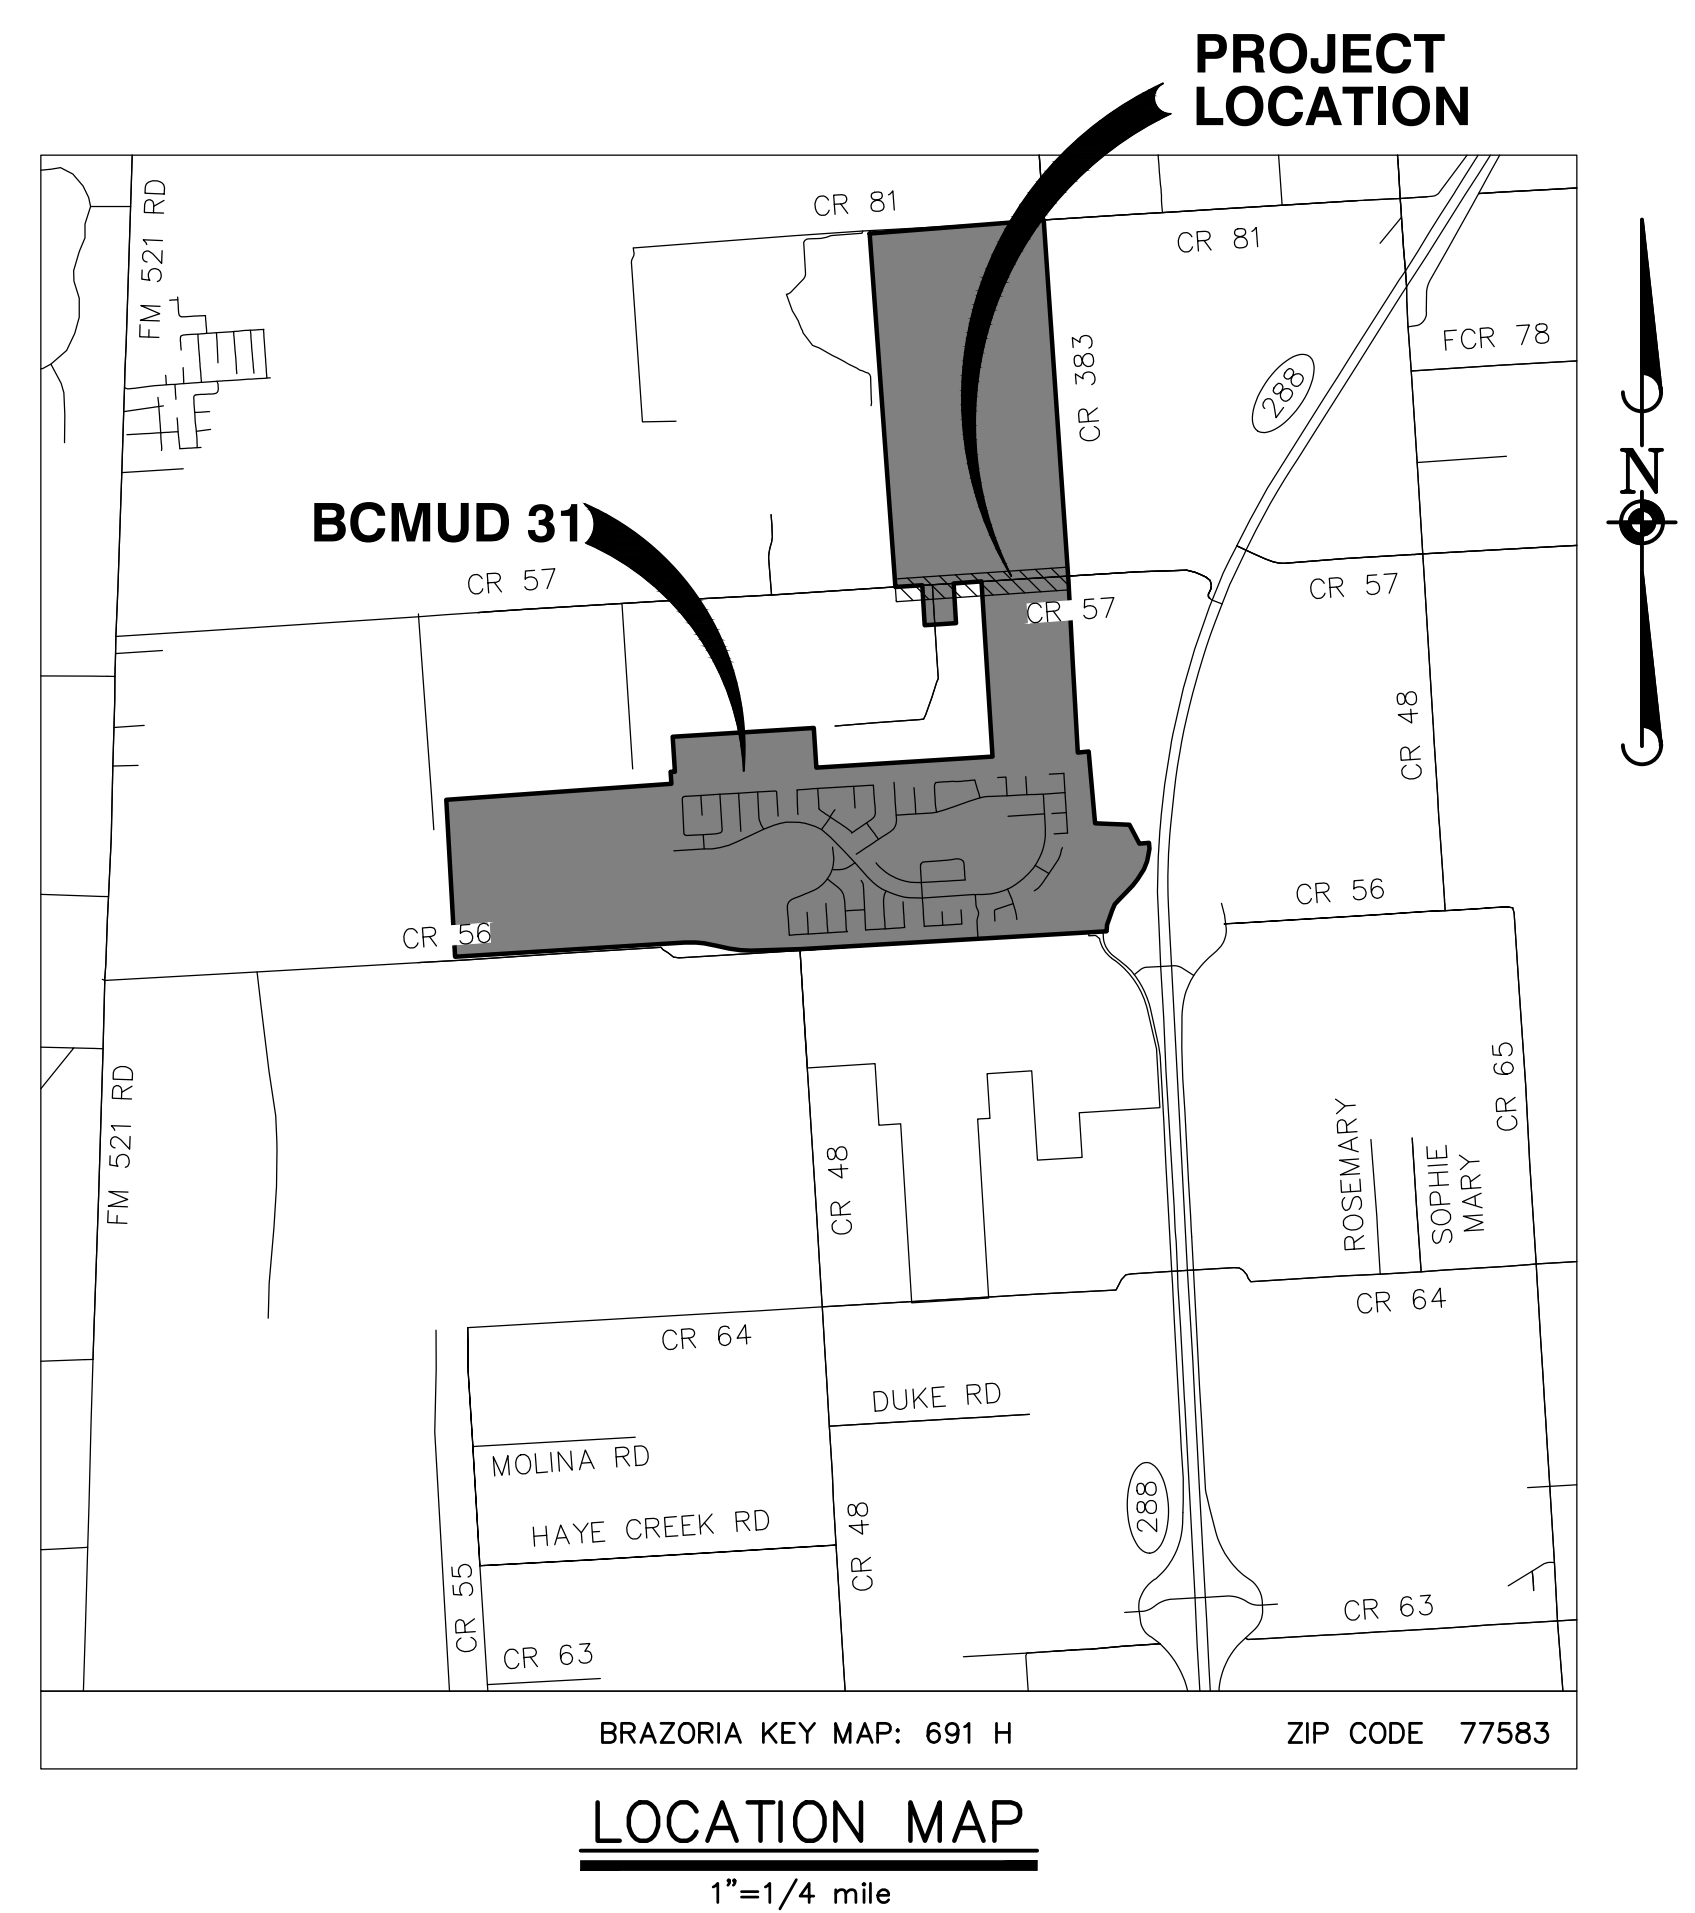 PROJECT
LOCATION
FM 521 RD
CR 81
CR 81
CR 383
FCR 78
288
N
BCMUD 31
CR 57
CR 57
CR 57
CR 48
CR 56
CR 56
FM 521 RD
CR 48
CR 65
ROSEMARY
SOPHIE
MARY
CR 64
CR 64
DUKE RD
MOLINA RD
HAYE CREEK RD
CR 48
288
CR 55
CR 63
CR 63
BRAZORIA KEY MAP: 691 H
ZIP CODE 77583
LOCATION MAP
1"=1/4 mile